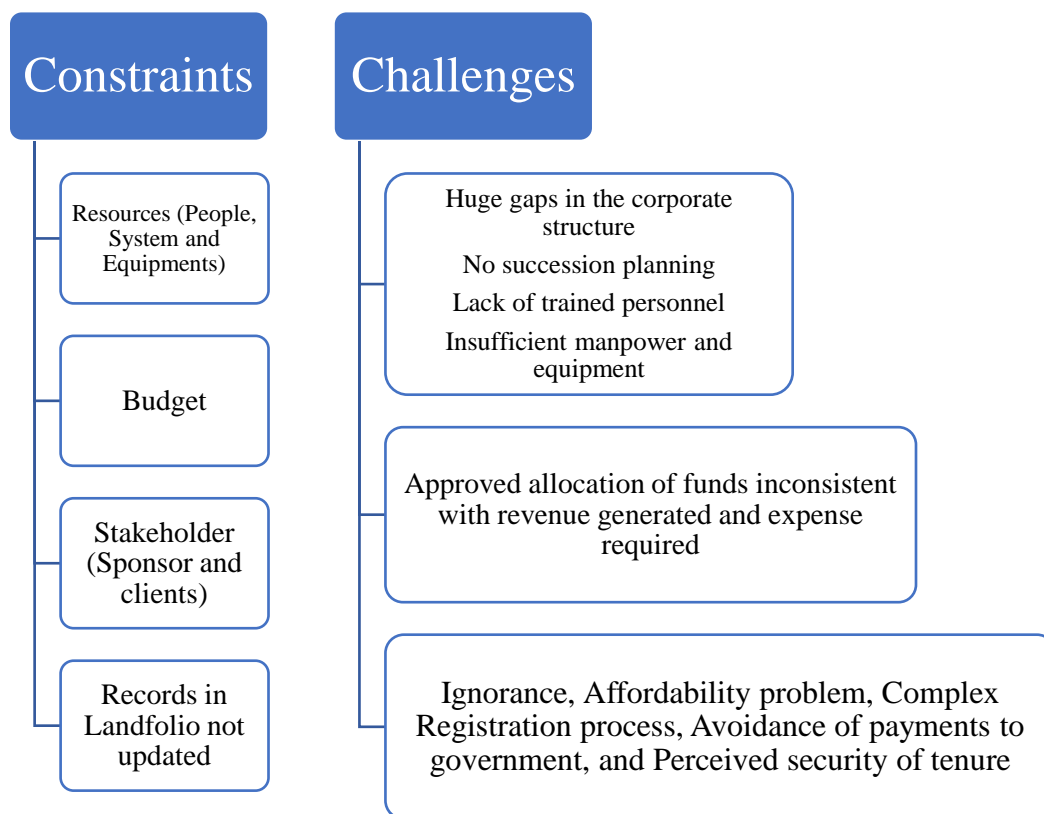 Constraints
Resources (People,
System and
Equipments)
Budget
Stakeholder
(Sponsor and
clients)
Records in
Landfolio not
updated
Challenges
Huge gaps in the corporate
structure
No succession planning
Lack of trained personnel
Insufficient manpower and
equipment
Approved allocation of funds inconsistent
with revenue generated and expense
required
Ignorance, Affordability problem, Complex
Registration process, Avoidance of payments to
government, and Perceived security of tenure